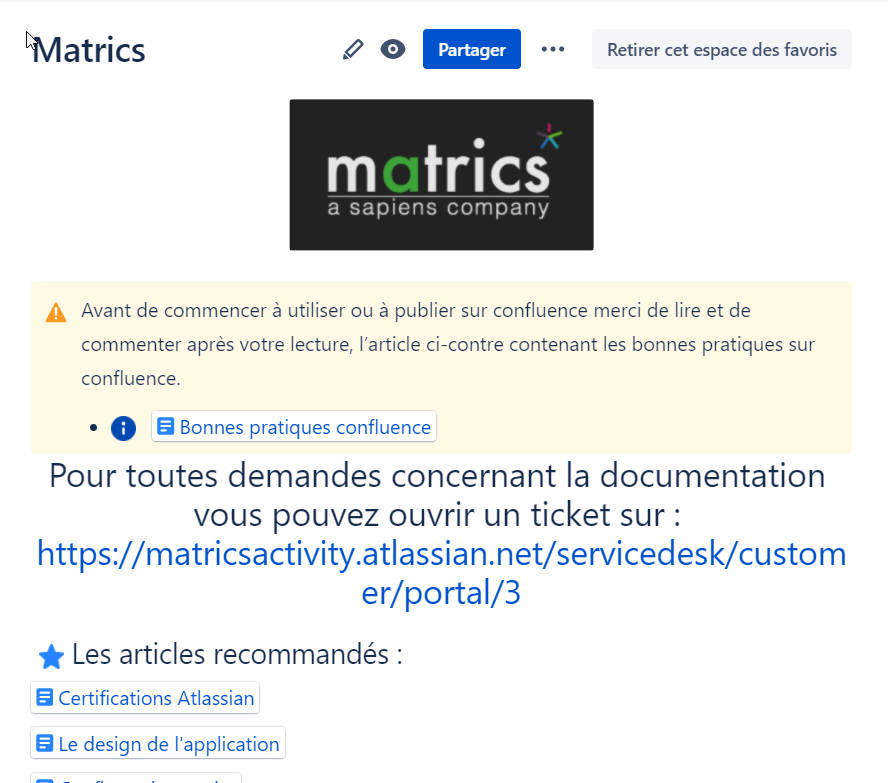 Matrics
Partager
Retirer cet espace des favoris
matrics
a sapiens company
Avant de commencer à utiliser ou à publier sur confluence merci de lire et de
commenter après votre lecture, l’article ci-contre contenant les bonnes pratiques sur
confluence.
Bonnes pratiques confluence
Pour toutes demandes concernant la documentation
vous pouvez ouvrir un ticket sur :
https://matricsactivity.atlassian.net/servicedesk/custom
er/portal/3
Les articles recommandés :
Certifications Atlassian
Le design de l'application